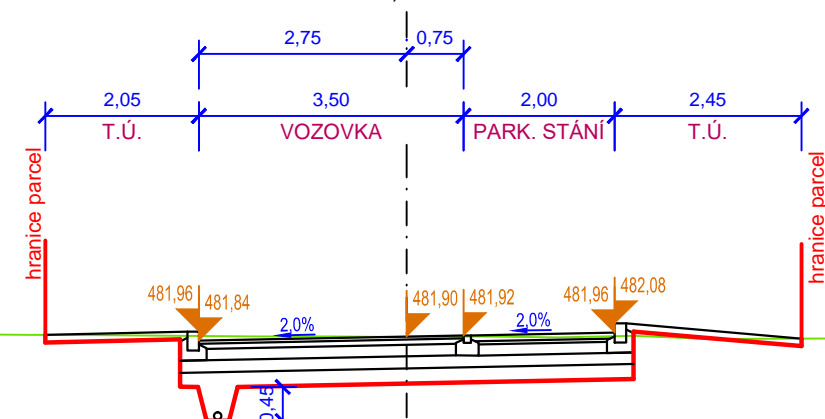 2,75 0,75
2,05 3,50 2,00 2,45
T.Ú. VOZOVKA PARK. STÁNÍ T.Ú.
hranice parcel
hranice parcel
481,96 481,84 481,90 481,92 481,96 482,08
2,0% 2,0%
0,45